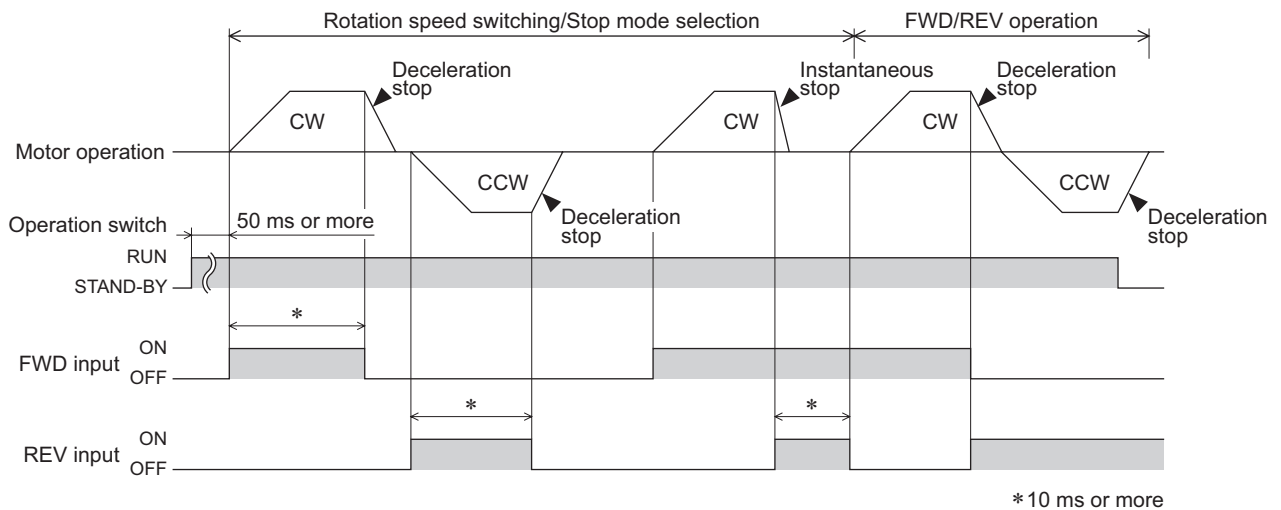 Rotation speed switching/Stop mode selection
FWD/REV operation
Deceleration
stop
Instantaneous
stop
Deceleration
stop
CW
CW
CW
Motor operation
CCW
CCW
Deceleration
stop
Deceleration
stop
Operation switch
50 ms or more
RUN
STAND-BY
*
FWD input
ON
OFF
*
*
REV input
ON
OFF
*10 ms or more